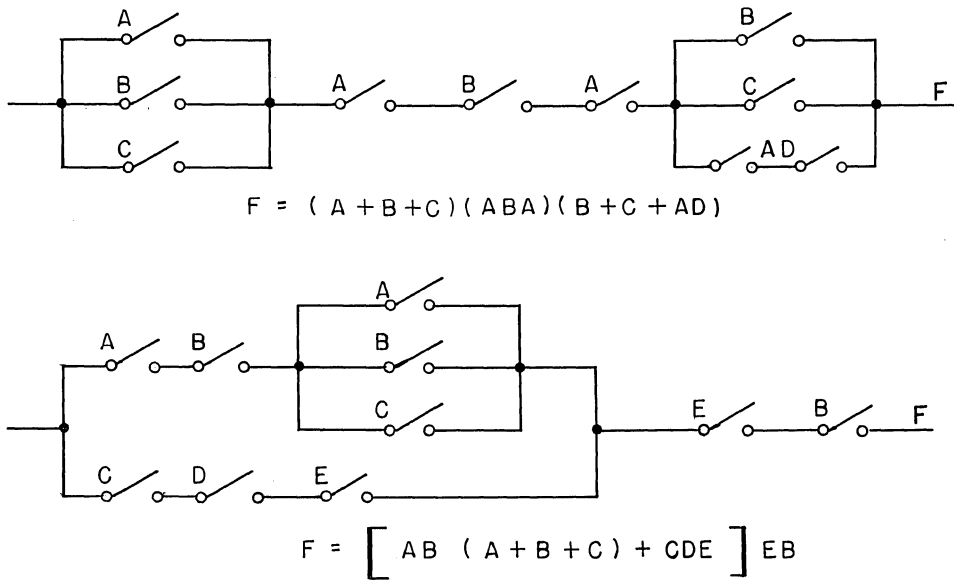 A
B
B
A
B
A
C
F
C
AD
F = (A+B+C)(ABA)(B+C+AD)
A
A
B
B
C
E
B
F
C
D
E
F = [ AB (A+B+C) + CDE ] EB